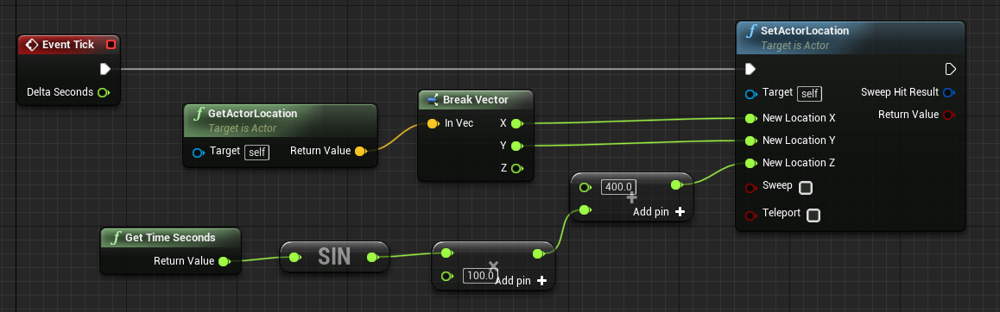 Event Tick
Delta Seconds
GetActorLocation
Target is Actor
Target self
Return Value
Break Vector
In Vec
X
Y
Z
SetActorLocation
Target is Actor
Target self
Sweep Hit Result
New Location X
Return Value
New Location Y
New Location Z
Sweep
Teleport
400.0
+
Add pin +
Get Time Seconds
Return Value
SIN
×
100.0
Add pin +